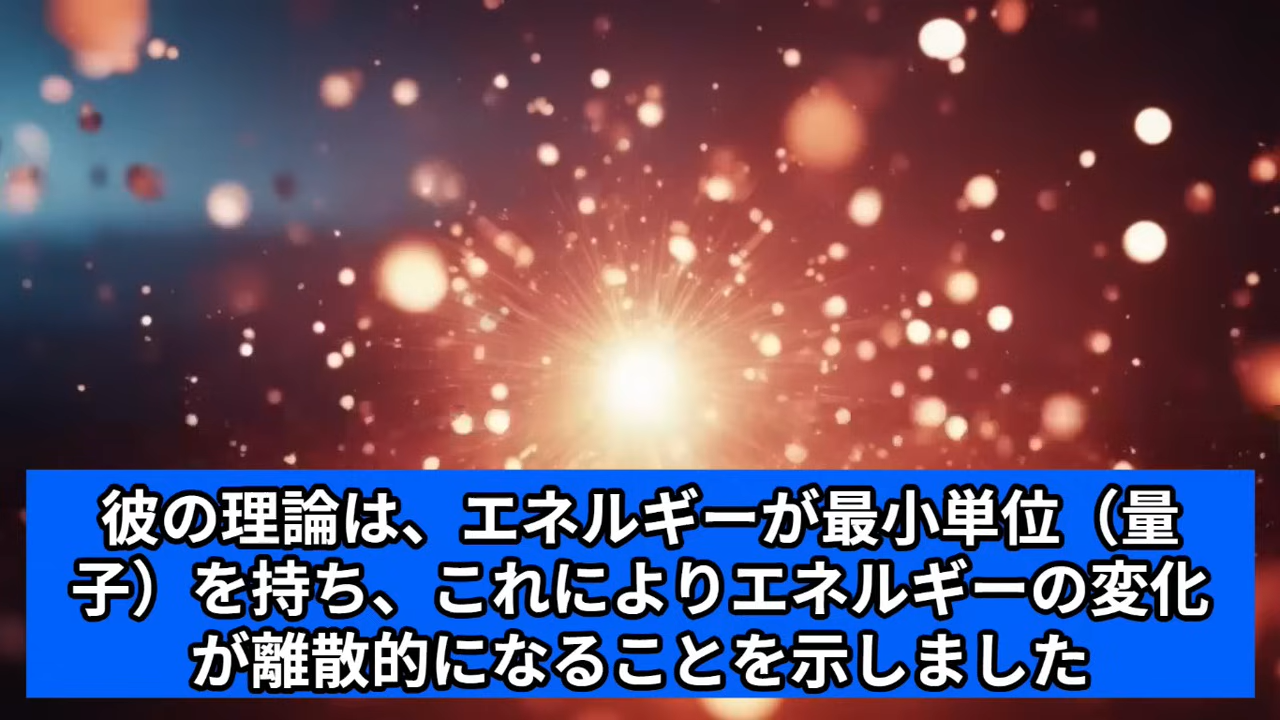 彼の理論は、エネルギーが最小単位（量
子）を持ち、これによりエネルギーの変化
が離散的になることを示しました